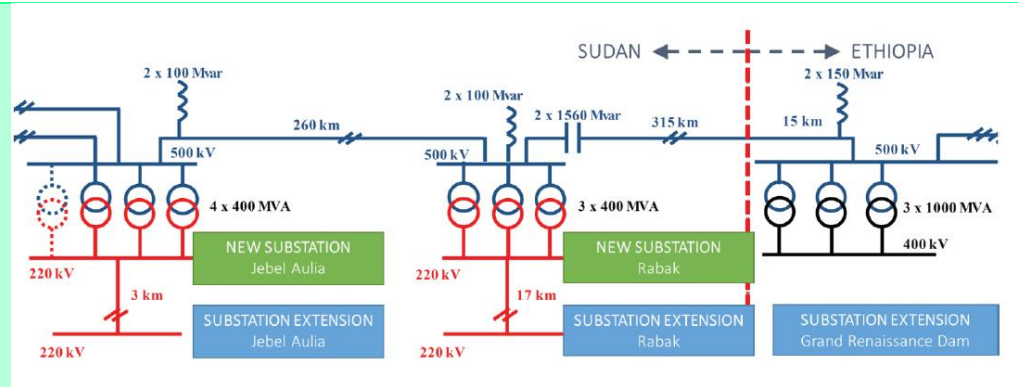 SUDAN
ETHIOPIA
2 x 100 Mvar
2 x 150 Mvar
2 x 100 Mvar
260 km
2 x 1560 Mvar
315 km
15 km
500 kV
500 kV
500 kV
4 x 400 MVA
3 x 400 MVA
3 x 1000 MVA
400 kV
NEW SUBSTATION
Jebel Aulia
NEW SUBSTATION
Rabak
220 kV
220 kV
3 km
17 km
SUBSTATION EXTENSION
Jebel Aulia
SUBSTATION EXTENSION
Rabak
SUBSTATION EXTENSION
Grand Renaissance Dam
220 kV
220 kV